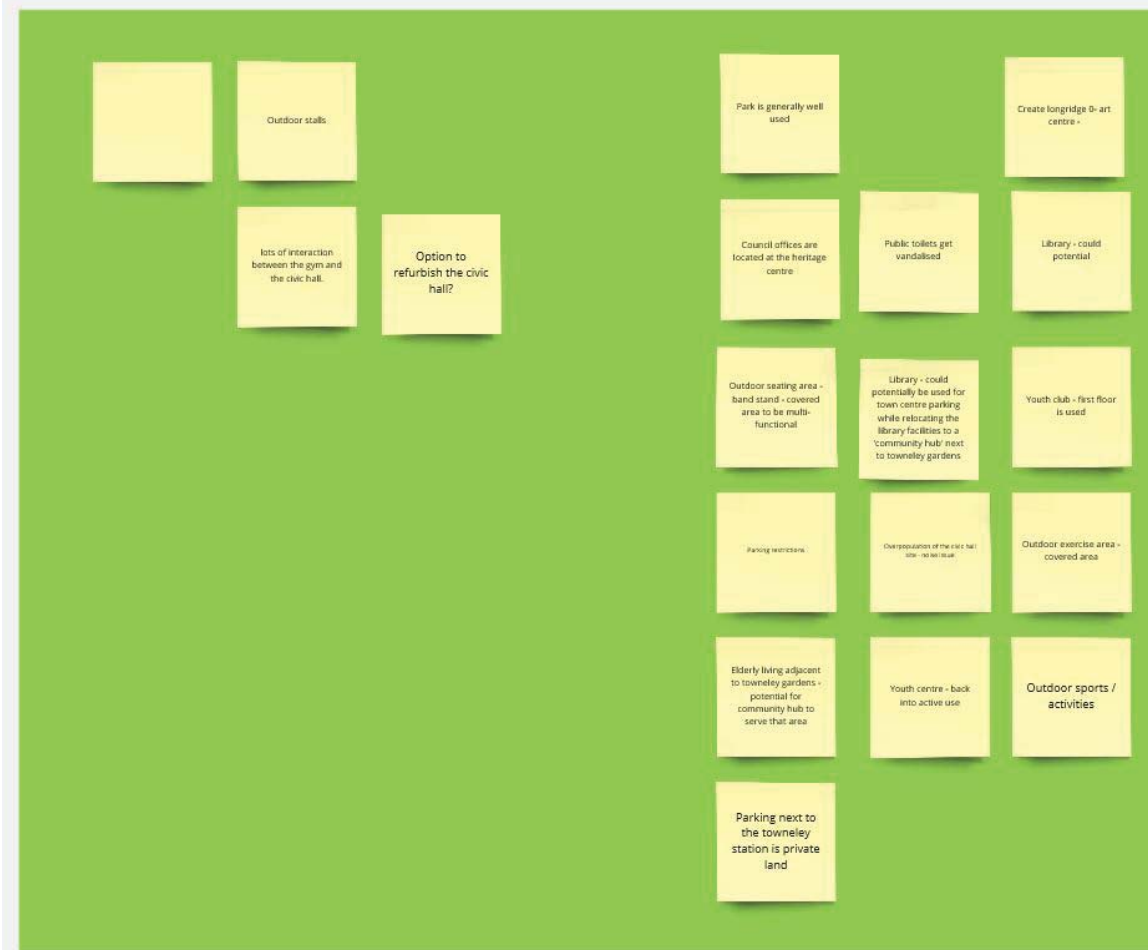 Outdoor stalls
lots of interaction
between the gym and
the civic hall.
Option to
refurbish the civic
hall?
Park is generally well
used
Create longridge 0- art
centre -
Council offices are
located at the heritage
centre
Public toilets get
vandalised
Library - could
potential
Outdoor seating area -
band stand - covered
area to be multi-
functional
Library - could
potentially be used for
town centre parking
while relocating the
library facilities to a
'community hub' next
to towneley gardens
Youth club - first floor
is used
Parking restrictions
Overpopulation of the civic hall
site -
Outdoor exercise area -
covered area
Elderly living adjacent
to towneley gardens -
potential for
community hub to
serve that area
Youth centre - back
into active use
Outdoor sports /
activities
Parking next to
the towneley
station is private
land